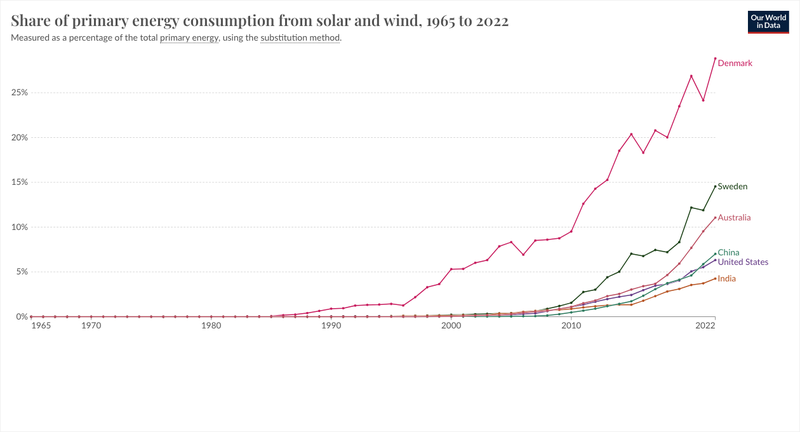 Share of primary energy consumption from solar and wind, 1965 to 2022
Our World
in Data
Measured as a percentage of the total primary energy, using the substitution method.
Denmark
25%
20%
15%
Sweden
Australia
10%
China
United States
5%
India
0%
1965
1970
1980
1990
2000
2010
2022